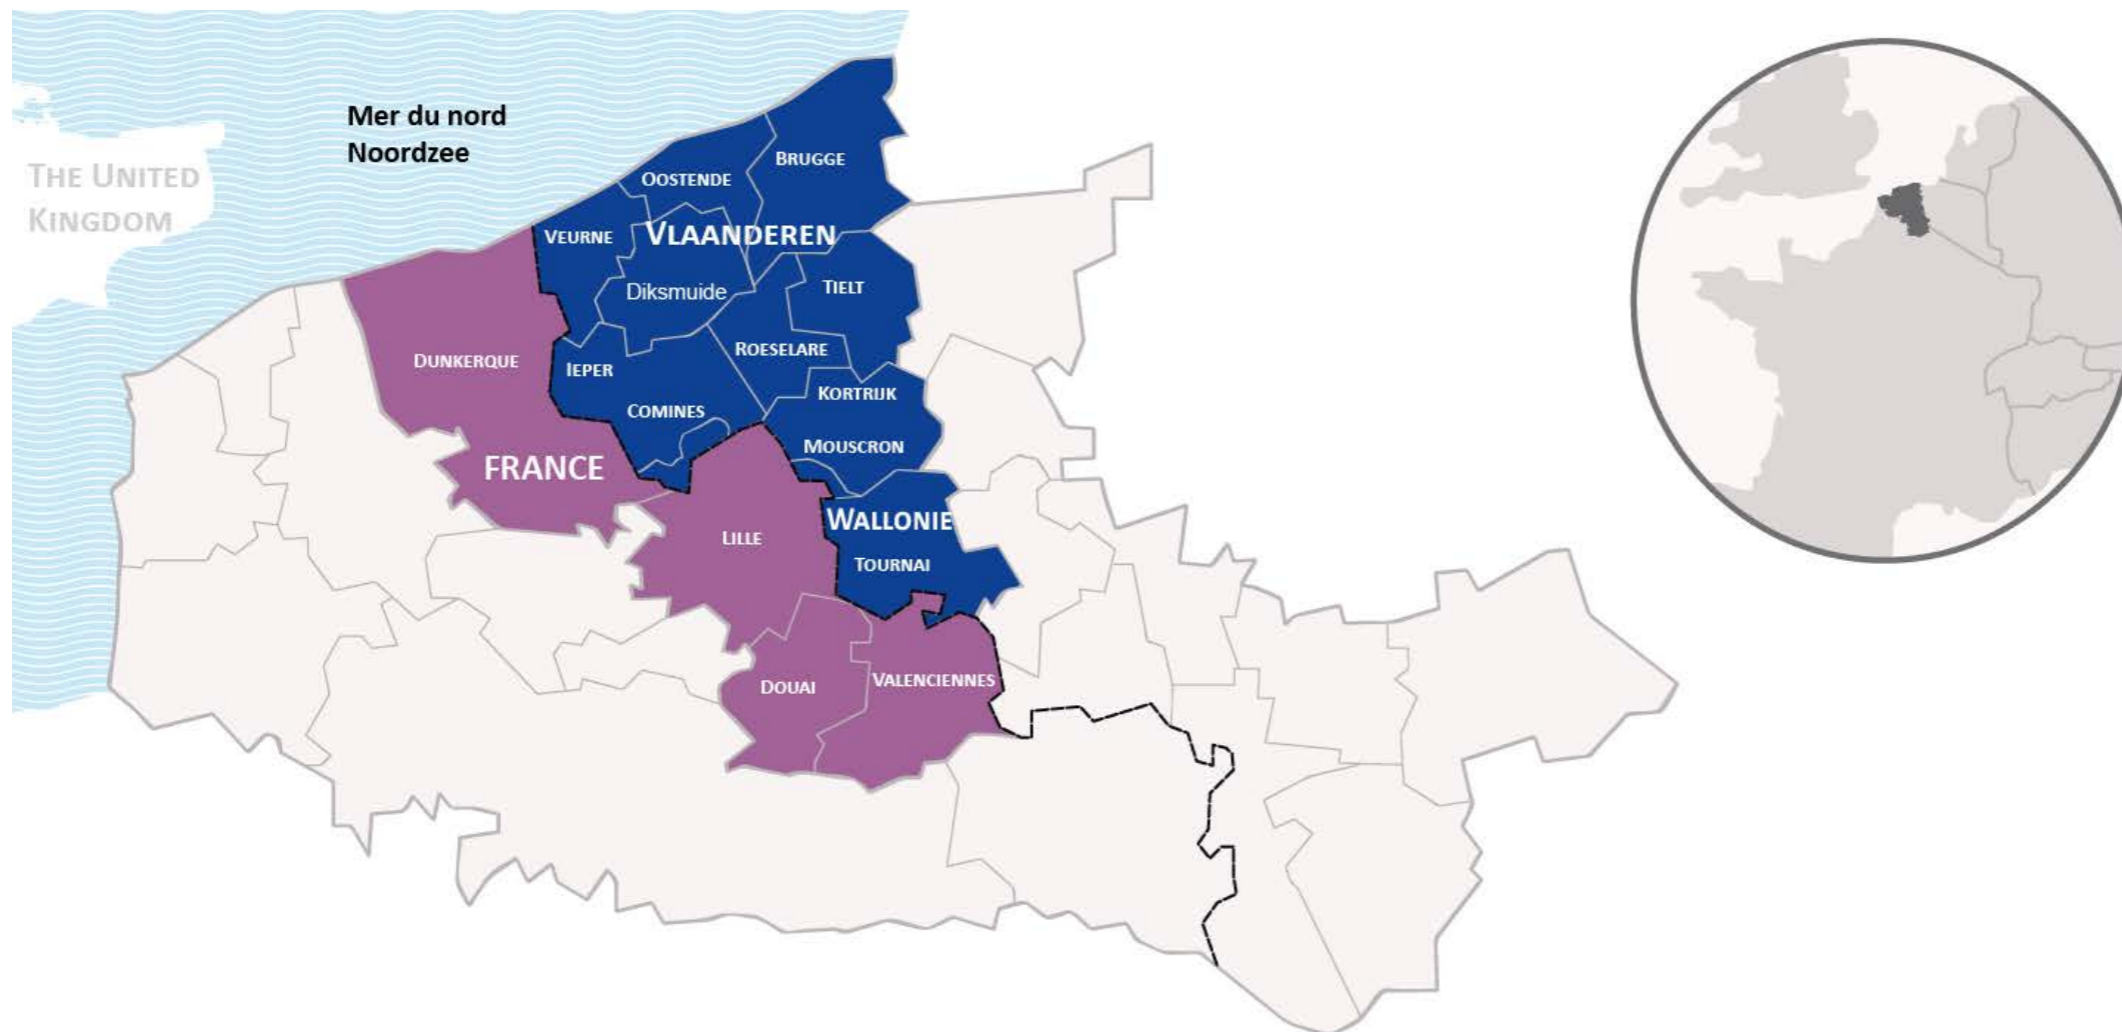 Mer du nord
Noordzee
THE UNITED
KINGDOM
BRUGGE
OOSTENDE
VEURNE
VLAANDEREN
Diksmuide
TIELT
DUNKERQUE
IEPER
ROESELARE
KORTRIJK
COMINES
MOUSCRON
FRANCE
WALLONIE
LILLE
TOURNAI
DOUAI
VALENCIENNES